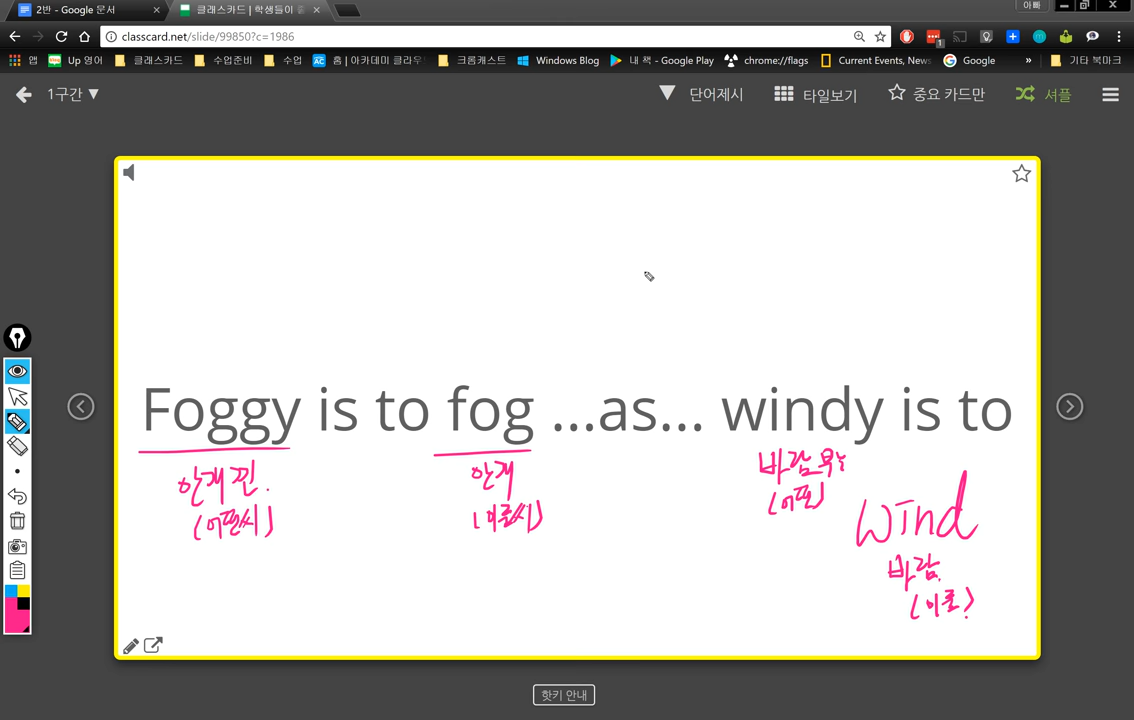 2반 - Google 문서
클래스카드 | 학생들이 좋
아빠
classcard.net/slide/99850?c=1986
1
앱 Up 영어 클래스카드 수업준비 수업 홈 | 아카데미 클라우 크롬캐스트 Windows Blog 내 책 - Google Play chrome://flags Current Events, News Google » 기타 북마크
1구간 ▼
단어제시 타일보기 중요 카드만 셔플
Foggy is to fog ...as... windy is to
안개 낀.
(어떤씨)
안개
(이름씨)
바람 부는
(어떤)
wind
바람.
(이름)
핫키 안내